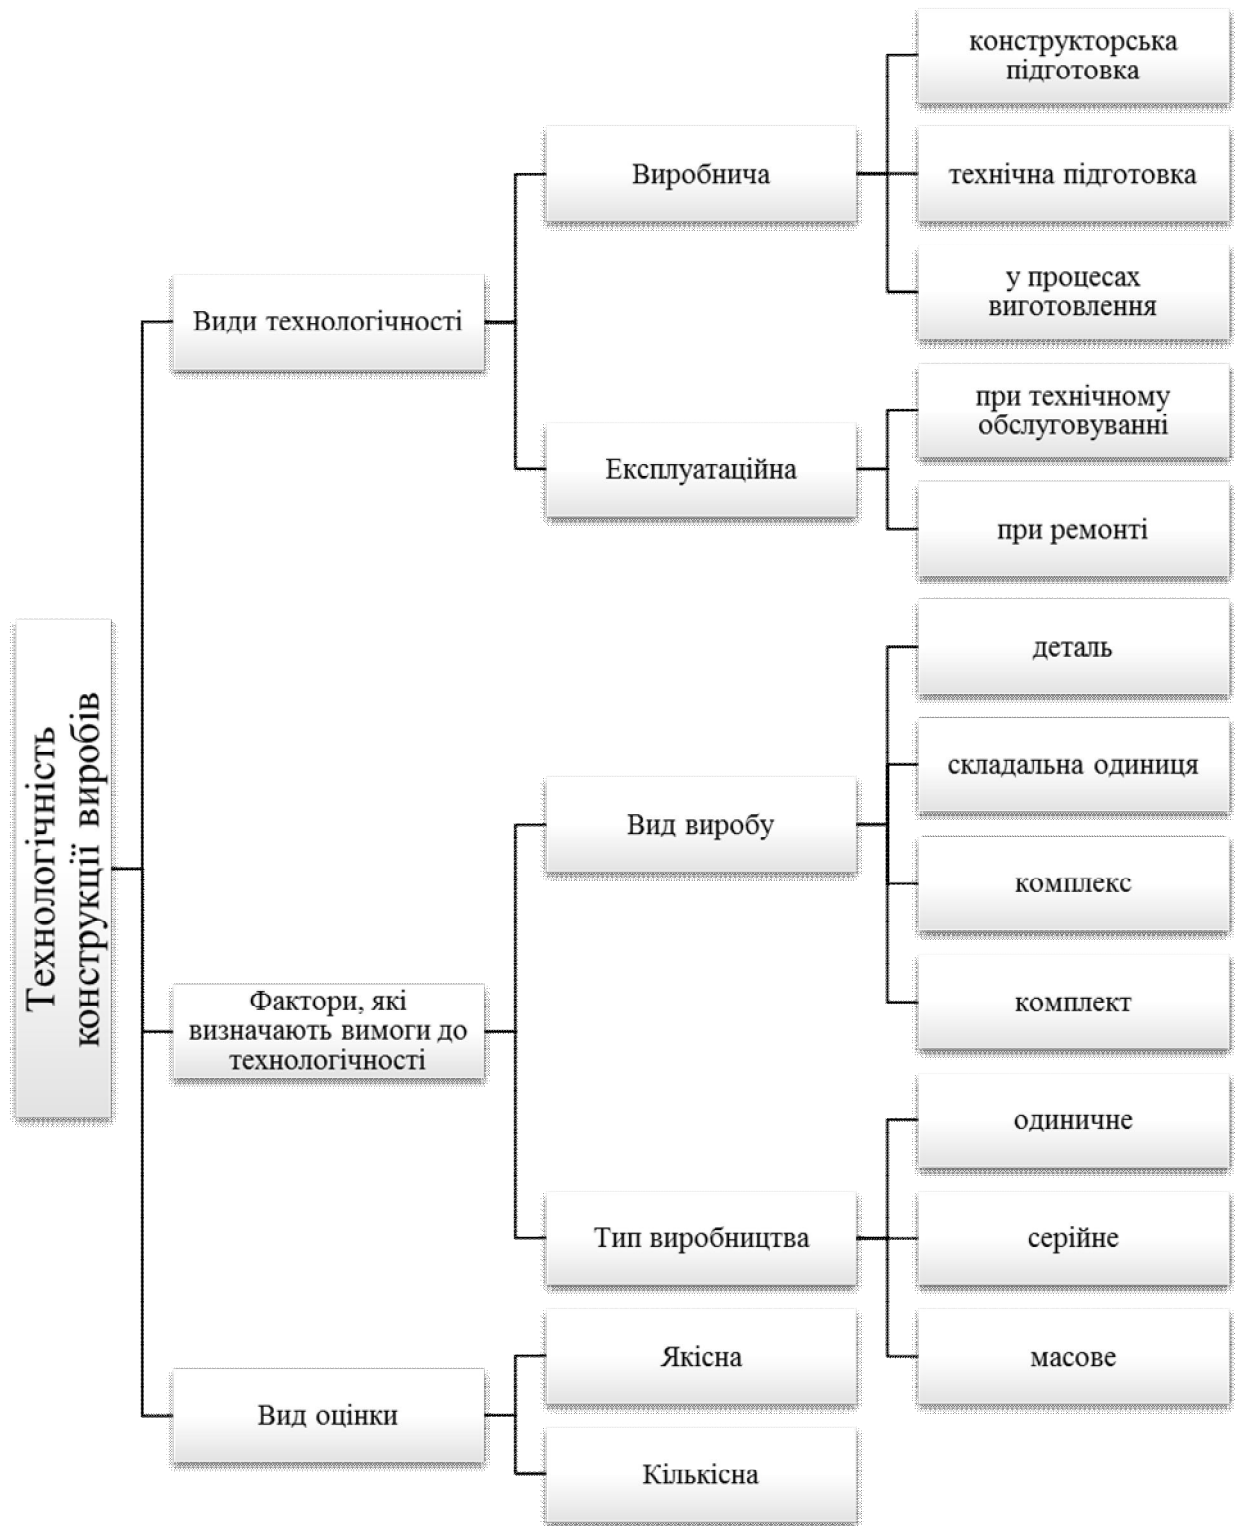 Технологічність
конструкції виробів
Види технологічності
Виробнича
конструкторська
підготовка
технічна підготовка
у процесах
виготовлення
Експлуатаційна
при технічному
обслуговуванні
при ремонті
Фактори, які
визначають вимоги до
технологічності
Вид виробу
деталь
складальна одиниця
комплекс
комплект
Тип виробництва
одиничне
серійне
масове
Вид оцінки
Якісна
Кількісна